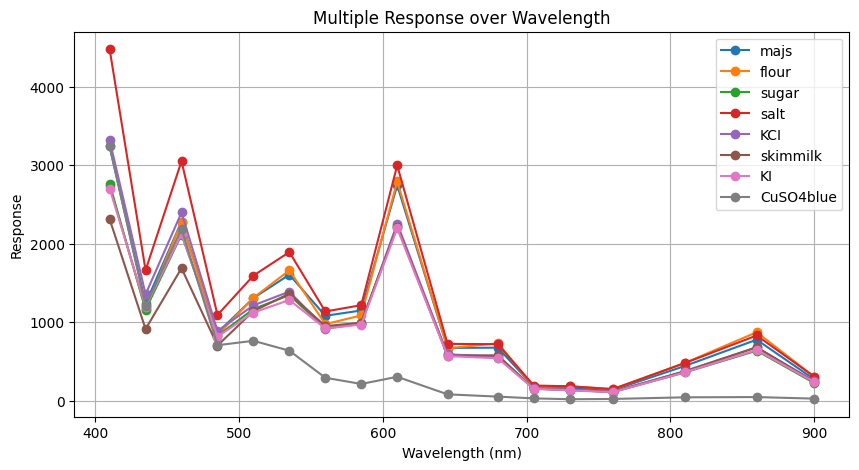 Multiple Response over Wavelength
Response
4000
3000
2000
1000
0
majs
flour
sugar
salt
KCI
skimmilk
KI
CuSO4blue
400
500
600
700
800
900
Wavelength (nm)